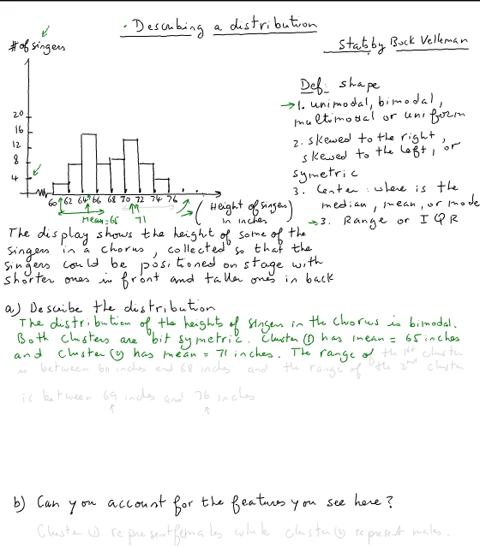 Describing a distribution
# of singers
Stats by Bock Velleman
Def: shape
1. unimodal, bimodal,
multimodal or uniform
2. skewed to the right,
skewed to the left, or
symetric
3. Center: where is the
median, mean, or mode
3. Range or IQR
20
16
12
8
4
60 62 64 66 68 70 72 74 76
mean=65
71
(Height of singers
in inches)
The display shows the height of some of the
singers in a chorus, collected so that the
singers could be positioned on stage with
shorter ones in front and taller ones in back
a) Describe the distribution
The distribution of the heights of singers in the chorus is bimodal.
Both clusters are bit symetric. Cluster (1) has mean = 65 inches
and cluster (2) has mean = 71 inches. The range of the 1st cluster
is between 60 inches and 68 inches and the range of the 2nd cluster
is between 69 inches and 76 inches
b) Can you account for the features you see here?
Cluster (1) represent females while cluster (2) represent males.